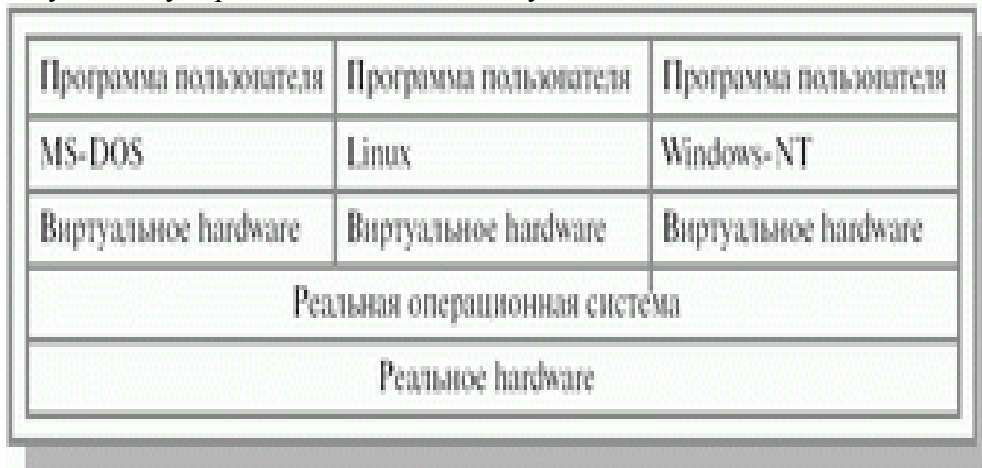 Программа пользователя Программа пользователя Программа пользователя
MS-DOS Linux Windows-NT
Виртуальное hardware Виртуальное hardware Виртуальное hardware
Реальная операционная система
Реальное hardware